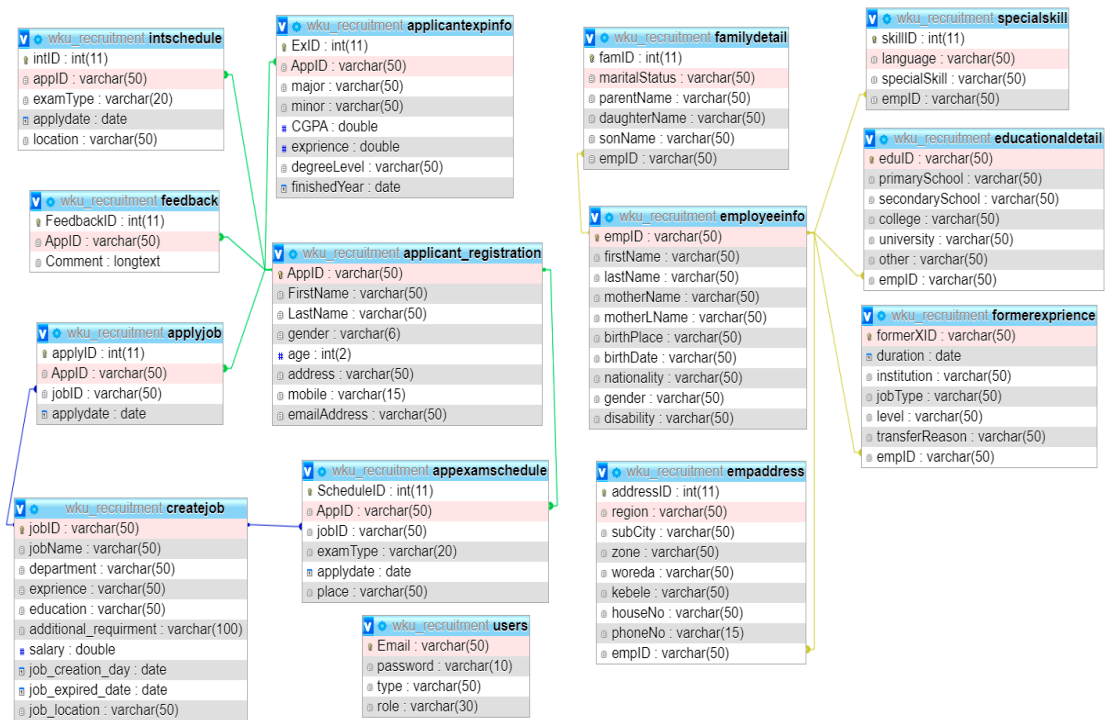 wku_recruitment intschedule
intID : int(11)
appID : varchar(50)
examType : varchar(20)
applydate : date
location : varchar(50)
wku_recruitment applicantexpinfo
ExID : int(11)
AppID : varchar(50)
major : varchar(50)
minor : varchar(50)
CGPA : double
exprience : double
degreeLevel : varchar(50)
finishedYear : date
wku_recruitment familydetail
famID : int(11)
maritalStatus : varchar(50)
parentName : varchar(50)
daughterName : varchar(50)
sonName : varchar(50)
empID : varchar(50)
wku_recruitment specialskill
skillID : int(11)
language : varchar(50)
specialSkill : varchar(50)
empID : varchar(50)
wku_recruitment educationaldetail
eduID : varchar(50)
primarySchool : varchar(50)
secondarySchool : varchar(50)
college : varchar(50)
university : varchar(50)
other : varchar(50)
empID : varchar(50)
wku_recruitment feedback
FeedbackID : int(11)
AppID : varchar(50)
Comment : longtext
wku_recruitment applicant_registration
AppID : varchar(50)
FirstName : varchar(50)
LastName : varchar(50)
gender : varchar(6)
age : int(2)
address : varchar(50)
mobile : varchar(15)
emailAddress : varchar(50)
wku_recruitment employeeinfo
empID : varchar(50)
firstName : varchar(50)
lastName : varchar(50)
motherName : varchar(50)
motherLName : varchar(50)
birthPlace : varchar(50)
birthDate : varchar(50)
nationality : varchar(50)
gender : varchar(50)
disability : varchar(50)
wku_recruitment formerexprience
formerXID : varchar(50)
duration : date
institution : varchar(50)
jobType : varchar(50)
level : varchar(50)
transferReason : varchar(50)
empID : varchar(50)
wku_recruitment applyjob
applyID : int(11)
AppID : varchar(50)
jobID : varchar(50)
applydate : date
wku_recruitment appexamschedule
ScheduleID : int(11)
AppID : varchar(50)
jobID : varchar(50)
examType : varchar(20)
applydate : date
place : varchar(50)
wku_recruitment empaddress
addressID : int(11)
region : varchar(50)
subCity : varchar(50)
zone : varchar(50)
woreda : varchar(50)
kebele : varchar(50)
houseNo : varchar(50)
phoneNo : varchar(15)
empID : varchar(50)
wku_recruitment createjob
jobID : varchar(50)
jobName : varchar(50)
department : varchar(50)
exprience : varchar(50)
education : varchar(50)
additional_requirment : varchar(100)
salary : double
job_creation_day : date
job_expired_date : date
job_location : varchar(50)
wku_recruitment users
Email : varchar(50)
password : varchar(10)
type : varchar(50)
role : varchar(30)